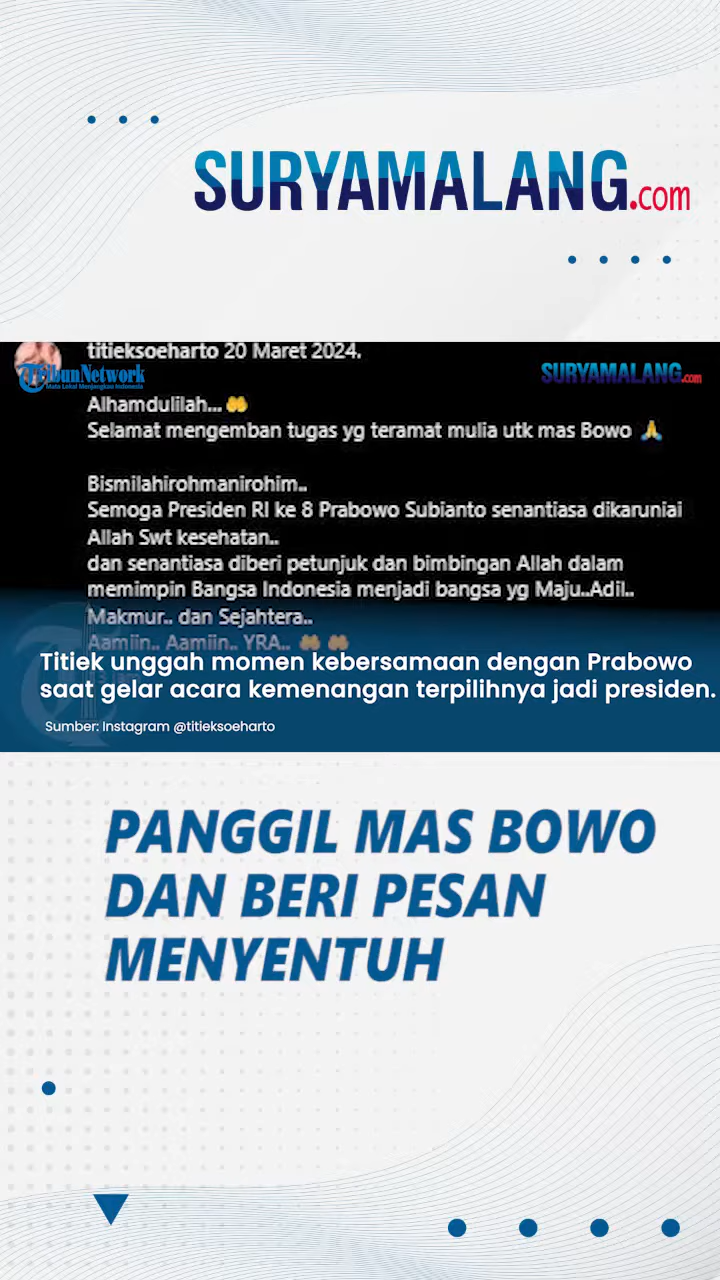 SURYAMALANG.com
titieksoeharto 20 Maret 2024.
TribunNetwork
Mata Lokal Menjangkau Indonesia
SURYAMALANG.com
Alhamdulilah... 🤲
Selamat mengemban tugas yg teramat mulia utk mas Bowo 🙏
Bismilahirohmanirohim..
Semoga Presiden RI ke 8 Prabowo Subianto senantiasa dikaruniai
Allah Swt kesehatan..
dan senantiasa diberi petunjuk dan bimbingan Allah dalam
memimpin Bangsa Indonesia menjadi bangsa yg Maju..Adil..
Makmur.. dan Sejahtera..
Aamiin.. Aamiin.. YRA.. 🤲 🤲
Titiek unggah momen kebersamaan dengan Prabowo
saat gelar acara kemenangan terpilihnya jadi presiden.
Sumber: Instagram @titieksoeharto
PANGGIL MAS BOWO
DAN BERI PESAN
MENYENTUH